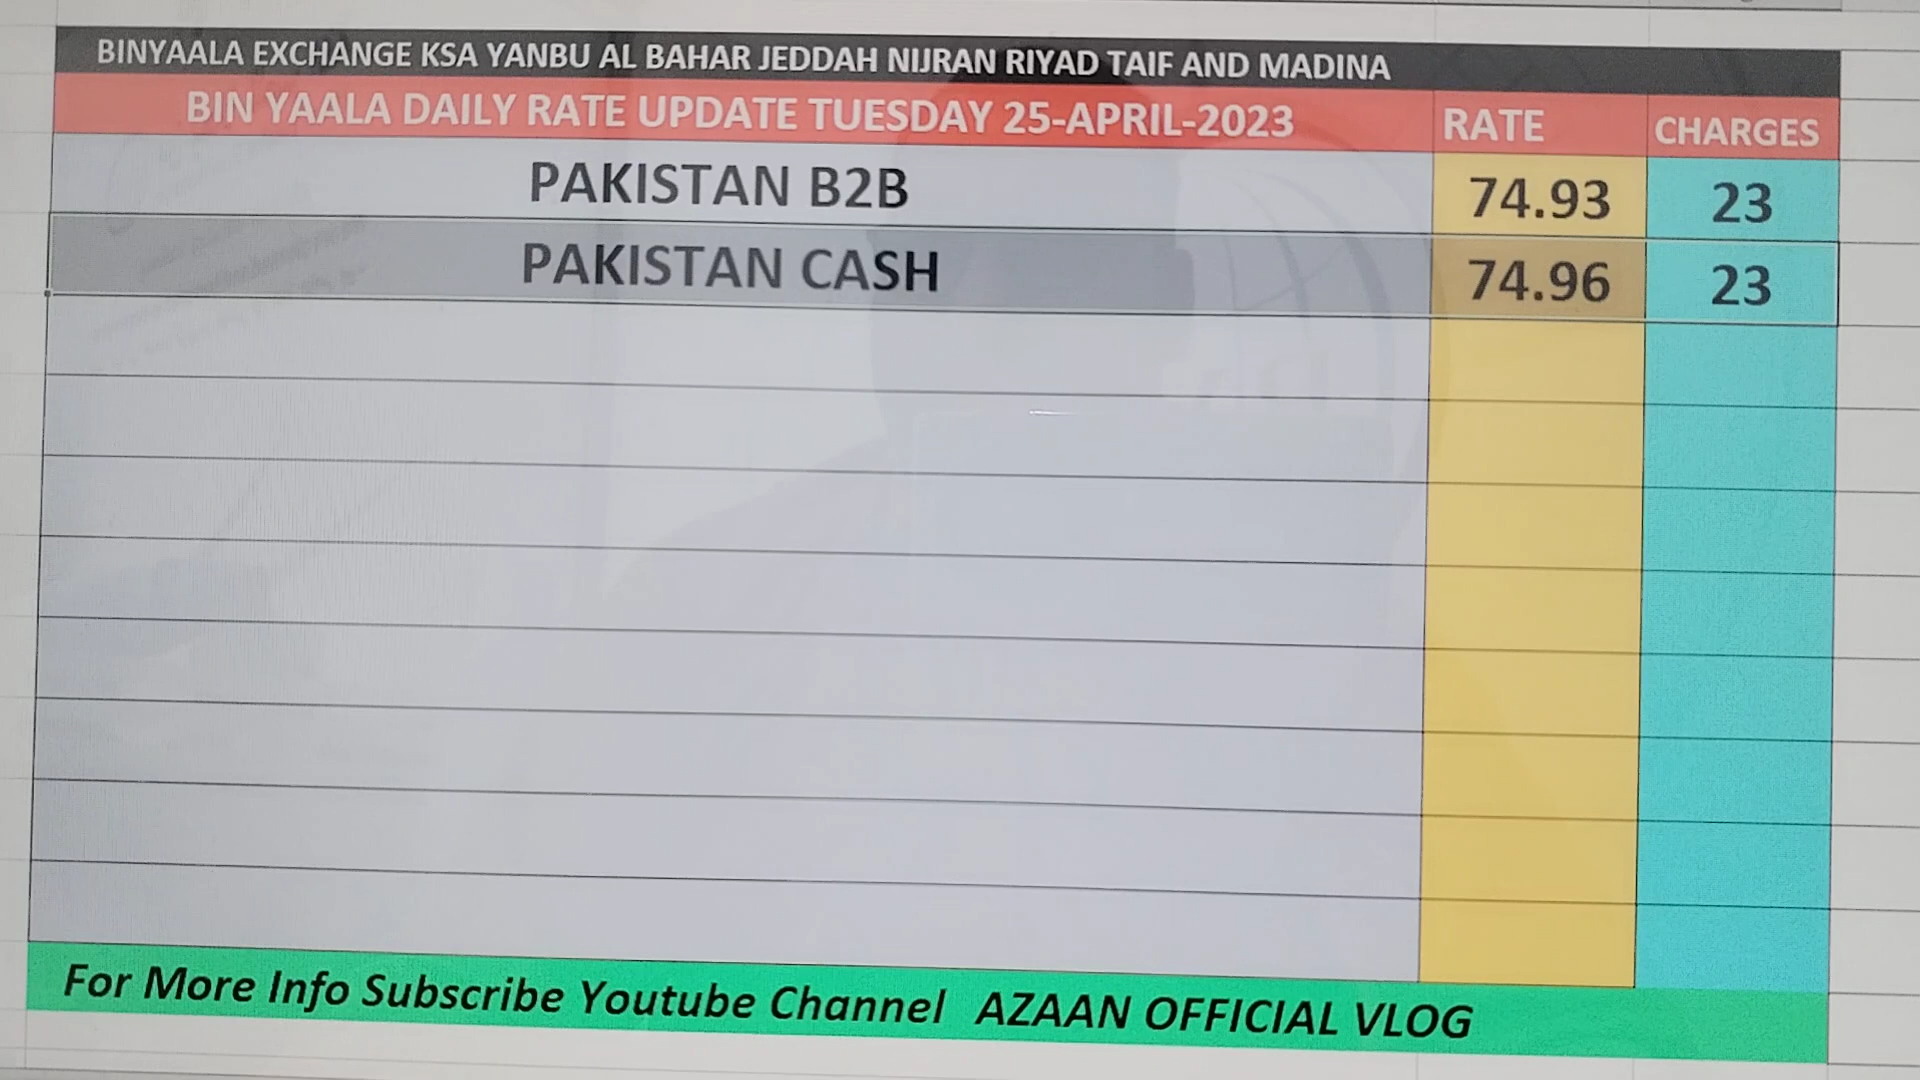 BINYAALA EXCHANGE KSA YANBU AL BAHAR JEDDAH NIJRAN RIYAD TAIF AND MADINA
BIN YAALA DAILY RATE UPDATE TUESDAY 25-APRIL-2023 RATE CHARGES
PAKISTAN B2B 74.93 23
PAKISTAN CASH 74.96 23
For More Info Subscribe Youtube Channel AZAAN OFFICIAL VLOG